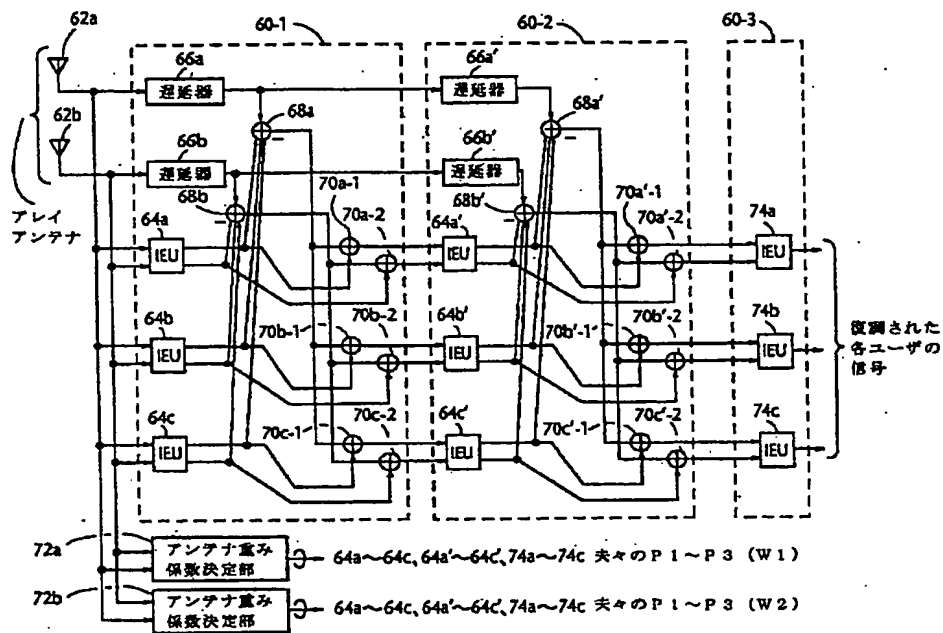 60-1
60-2
60-3
62a
66a
66a′
遅延器
遅延器
68a
68a′
62b
66b
66b′
遅延器
遅延器
68b
68b′
70a-1
70a-2
70a′-1
70a′-2
アレイ
アンテナ
64a
64a′
74a
IEU
IEU
IEU
64b
70b-1
70b-2
64b′
70b′-1
70b′-2
74b
IEU
IEU
IEU
復調された
各ユーザの
信号
64c
70c-1
70c-2
64c′
70c′-1
70c′-2
74c
IEU
IEU
IEU
72a
アンテナ重み
係数決定部
64a～64c、64a′～64c′、74a～74c 夫々のP1～P3 (W1)
72b
アンテナ重み
係数決定部
64a～64c、64a′～64c′、74a～74c 夫々のP1～P3 (W2)